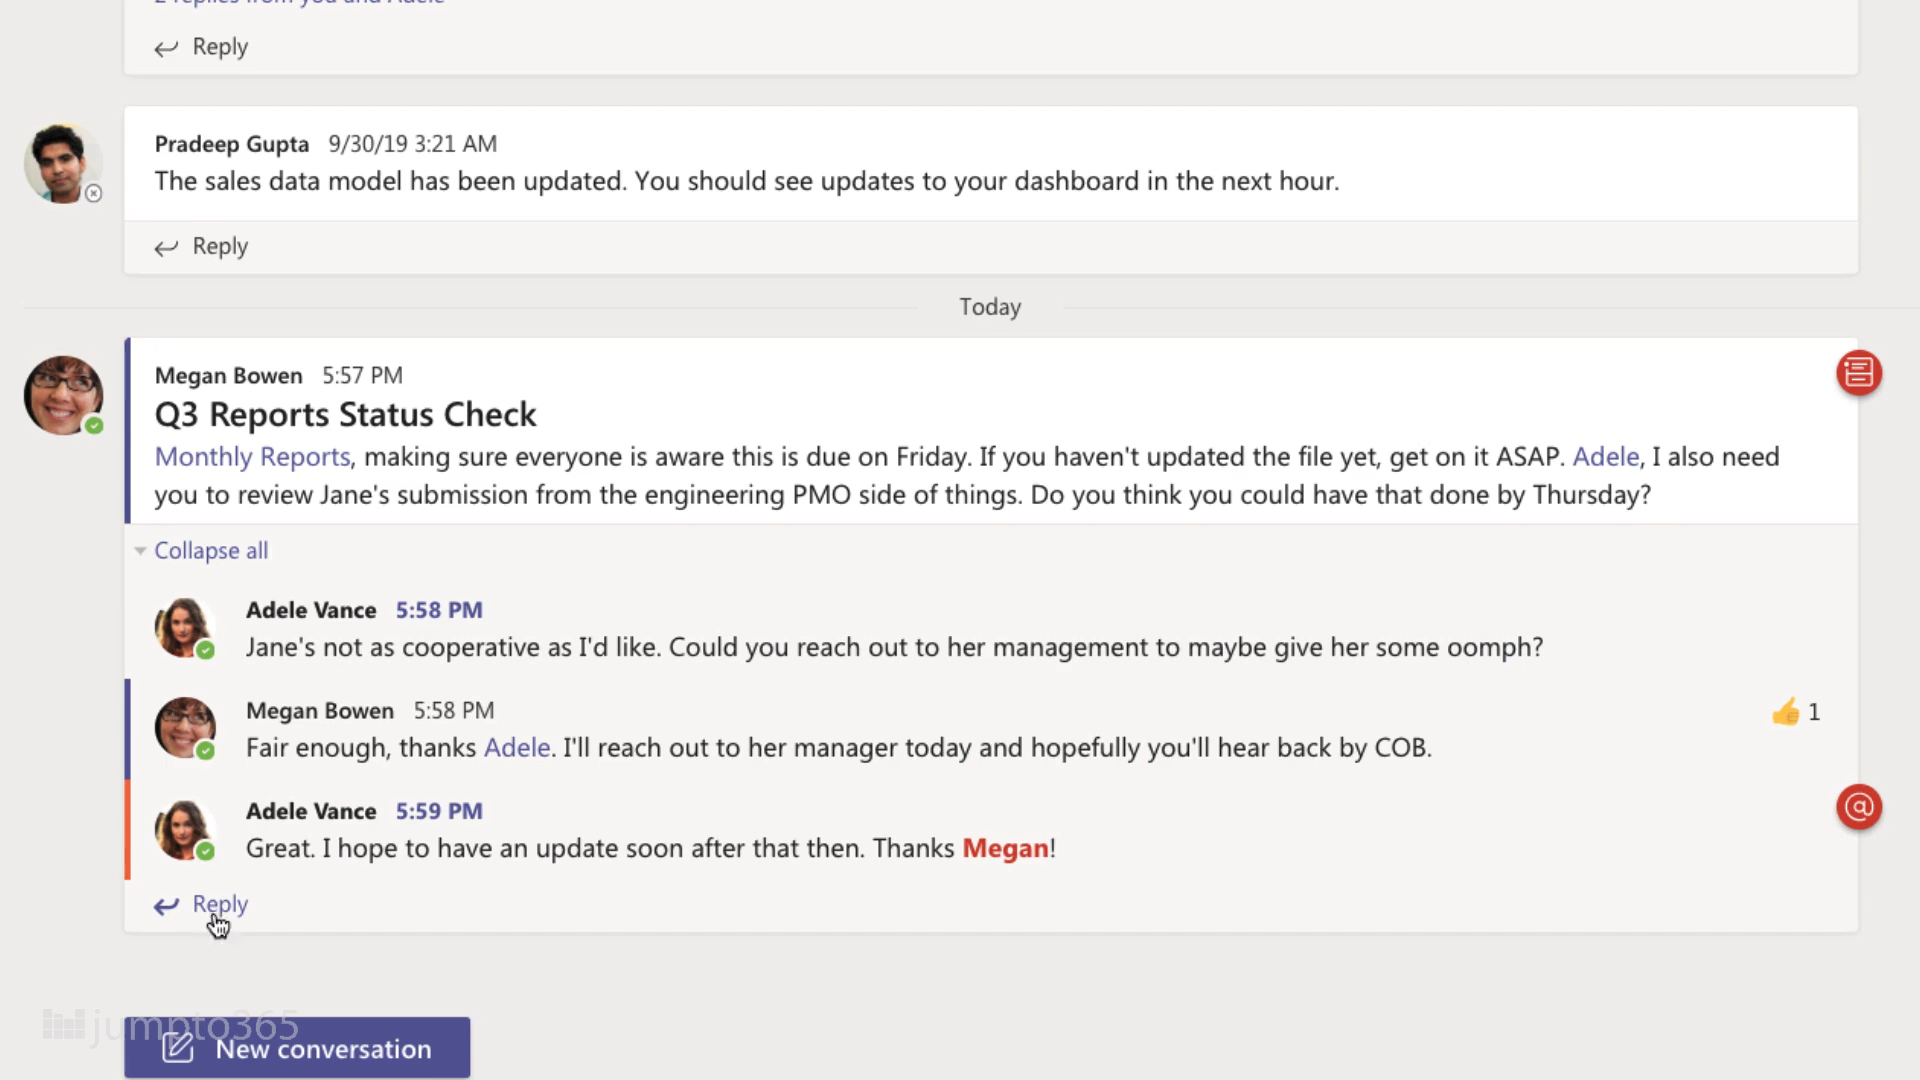 2 replies from you and Adele
Reply
Pradeep Gupta 9/30/19 3:21 AM
The sales data model has been updated. You should see updates to your dashboard in the next hour.
Reply
Today
Megan Bowen 5:57 PM
Q3 Reports Status Check
Monthly Reports, making sure everyone is aware this is due on Friday. If you haven't updated the file yet, get on it ASAP. Adele, I also need
you to review Jane's submission from the engineering PMO side of things. Do you think you could have that done by Thursday?
Collapse all
Adele Vance 5:58 PM
Jane's not as cooperative as I'd like. Could you reach out to her management to maybe give her some oomph?
Megan Bowen 5:58 PM
👍 1
Fair enough, thanks Adele. I'll reach out to her manager today and hopefully you'll hear back by COB.
Adele Vance 5:59 PM
@
Great. I hope to have an update soon after that then. Thanks Megan!
Reply
jumpto365
New conversation